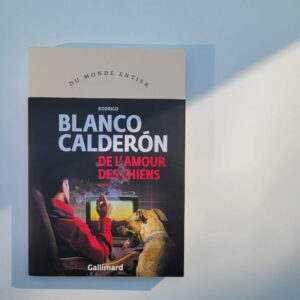 DU MONDE ENTIER
RODRIGO
BLANCO
CALDERÓN
DE L'AMOUR
DES CHIENS
Gallimard